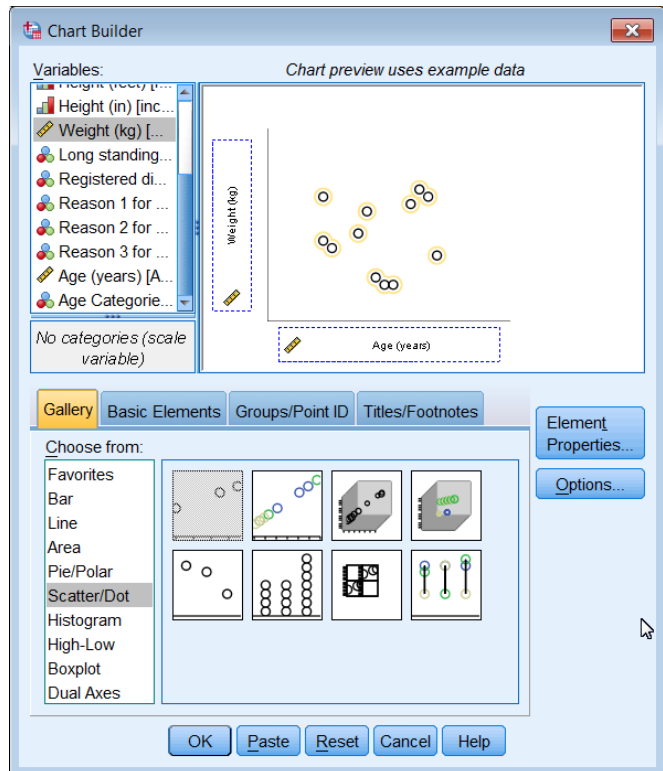 Chart Builder
Variables:
Chart preview uses example data
Height (in) [inc...
Weight (kg) [...
Long standing...
Registered di...
Reason 1 for ...
Reason 2 for ...
Reason 3 for ...
Age (years) [A...
Age Categorie...
No categories (scale
variable)
Weight (kg)
Age (years)
Gallery
Basic Elements
Groups/Point ID
Titles/Footnotes
Choose from:
Favorites
Bar
Line
Area
Pie/Polar
Scatter/Dot
Histogram
High-Low
Boxplot
Dual Axes
Element
Properties...
Options...
OK
Paste
Reset
Cancel
Help